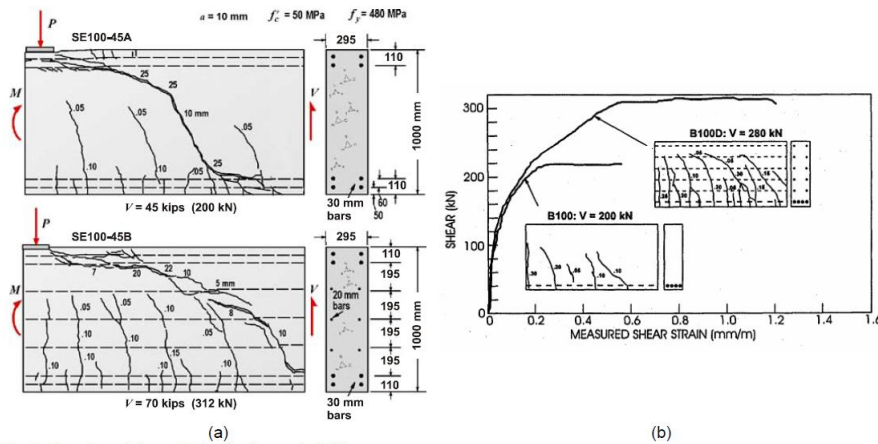 a = 10 mm f'c = 50 MPa fy = 480 MPa
P
SE100-45A
25
25
10 mm
.05
.05
.05
.10
.10
.05
25
.10
M
V
V = 45 kips (200 kN)
295
110
1000 mm
110
30 mm
bars
60
50
P
SE100-45B
7
20
22
10
5 mm
8
10
.05
.05
.10
.05
.05
.10
.10
.10
.15
.10
.10
M
V
V = 70 kips (312 kN)
295
110
195
20 mm
bars
195
195
195
110
1000 mm
30 mm
bars
(a)
SHEAR (kN)
300
200
100
0
0
0.2
0.4
0.6
0.8
1.0
1.2
1.4
1.6
MEASURED SHEAR STRAIN (mm/m)
B100D: V = 280 kN
B100: V = 200 kN
(b)